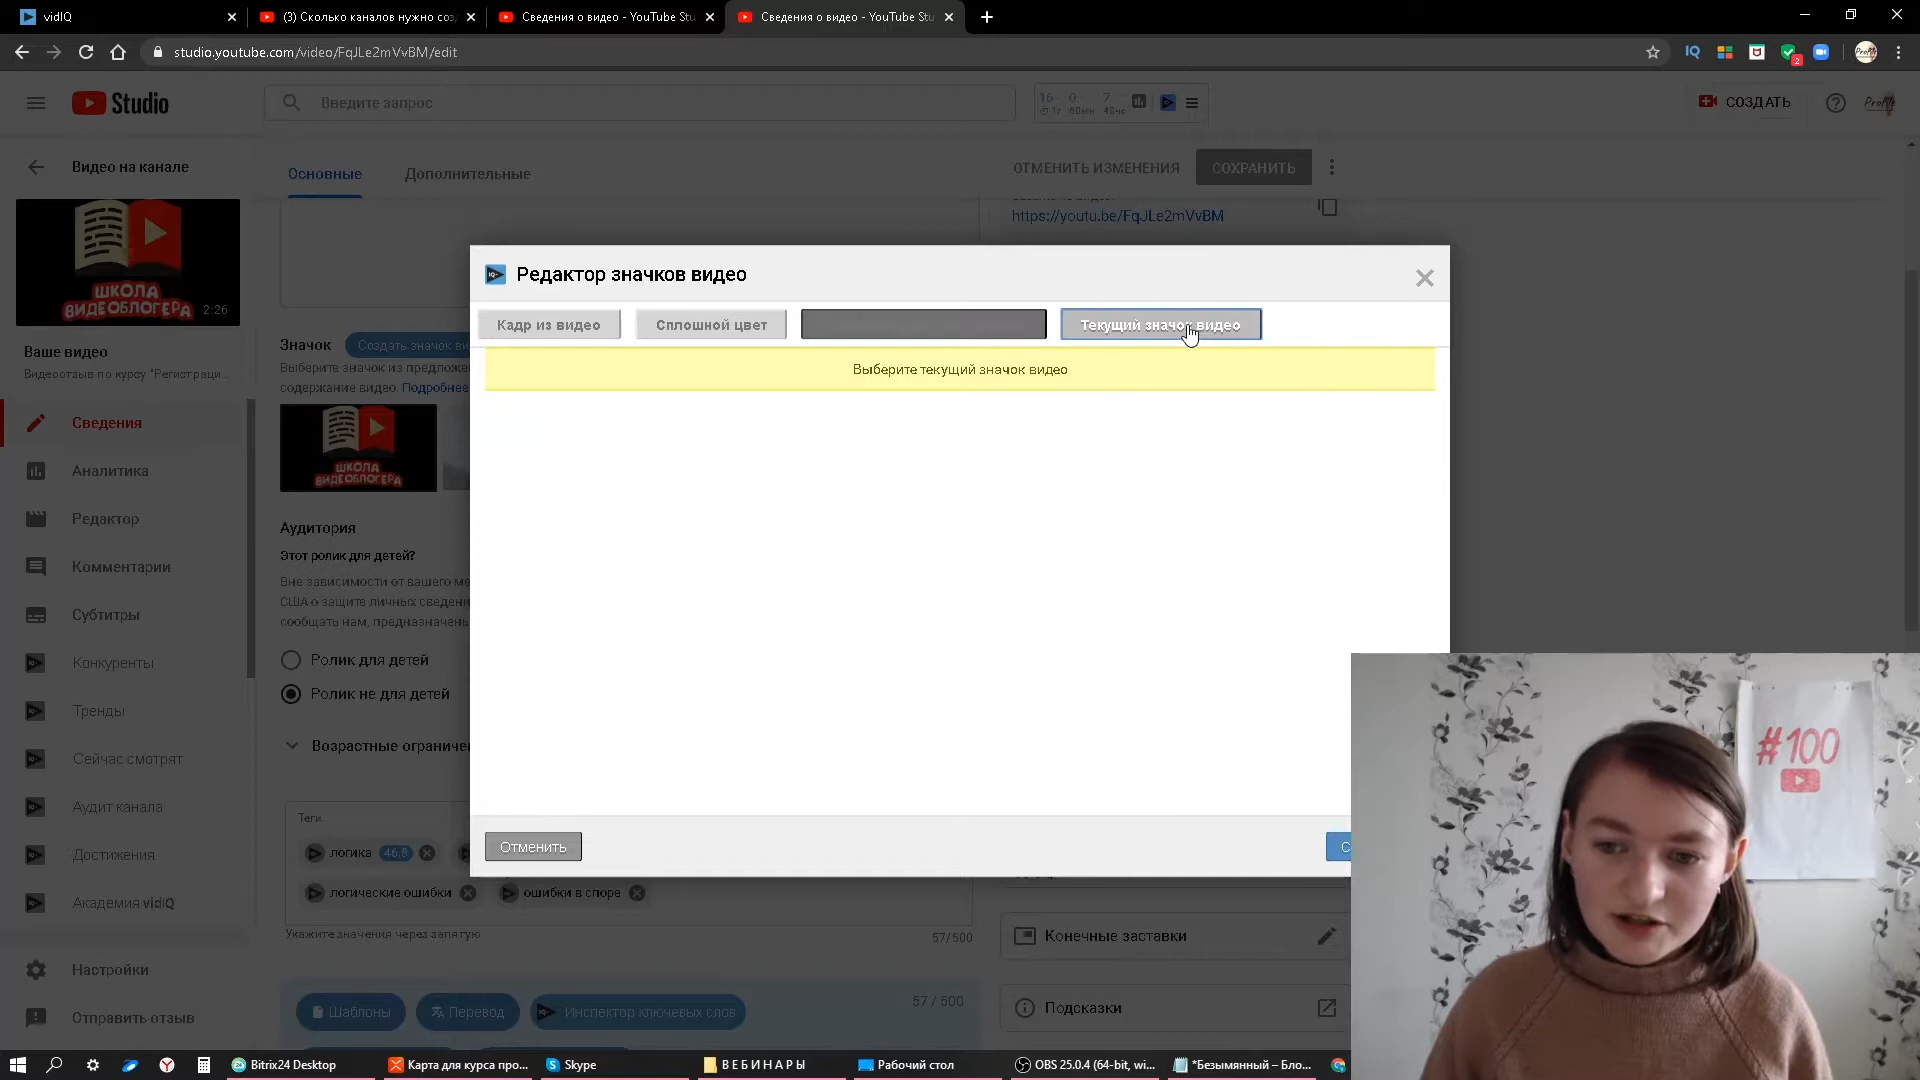 vidIQ
(3) Сколько каналов нужно соз
Сведения о видео - YouTube Stu
Сведения о видео - YouTube Stu
studio.youtube.com/video/FqJLe2mVvBM/edit
IQ
2
Studio
Введите запрос
СОЗДАТЬ
Видео на канале
Основные
Дополнительные
ОТМЕНИТЬ ИЗМЕНЕНИЯ
СОХРАНИТЬ
https://youtu.be/FqJLe2mVvBM
ШКОЛА
ВИДЕОБЛОГЕРА
2:26
Ваше видео
Видеоотзыв по курсу "Регистраци...
Сведения
Аналитика
Редактор
Комментарии
Субтитры
Конкуренты
Тренды
Сейчас смотрят
Аудит канала
Достижения
Академия vidIQ
Настройки
Отправить отзыв
Значок
Создать значок ви
Выберите значок из предложе
содержание видео. Подробнее
ШКОЛА
ВИДЕОБЛОГЕРА
Аудитория
Этот ролик для детей?
Вне зависимости от вашего ме
США о защите личных сведени
сообщать нам, предназначены
Ролик для детей
Ролик не для детей
Возрастные ограничен
Теги
логика 46.8
логические ошибки
ошибки в споре
Укажите значения через запятую
57/500
Шаблоны
Перевод
Инспектор ключевых слов
57 / 500
Редактор значков видео
Кадр из видео
Сплошной цвет
Текущий значок видео
Выберите текущий значок видео
Отменить
С
Конечные заставки
Подсказки
#100
Bitrix24 Desktop
Карта для курса про...
Skype
ВЕБИНАРЫ
Рабочий стол
OBS 25.0.4 (64-bit, wi...
*Безымянный – Бло...